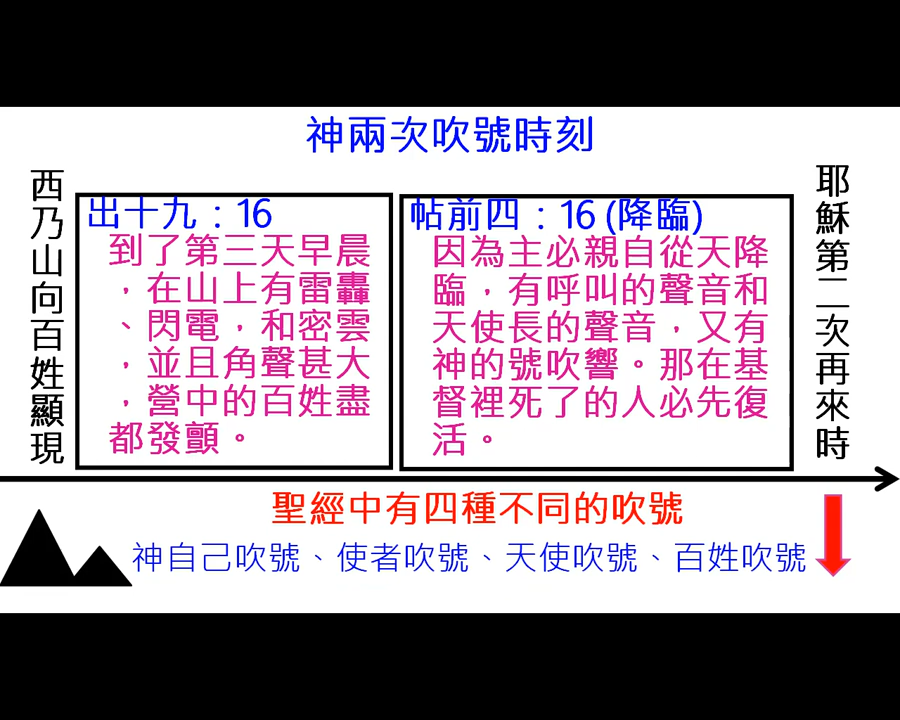 神兩次吹號時刻
西乃山向百姓顯現
出十九：16
到了第三天早晨
，在山上有雷轟
、閃電，和密雲
，並且角聲甚大
，營中的百姓盡
都發顫。
帖前四：16 (降臨)
因為主必親自從天降
臨，有呼叫的聲音和
天使長的聲音，又有
神的號吹響。那在基
督裡死了的人必先復
活。
耶穌第二次再來時
聖經中有四種不同的吹號
神自己吹號、使者吹號、天使吹號、百姓吹號